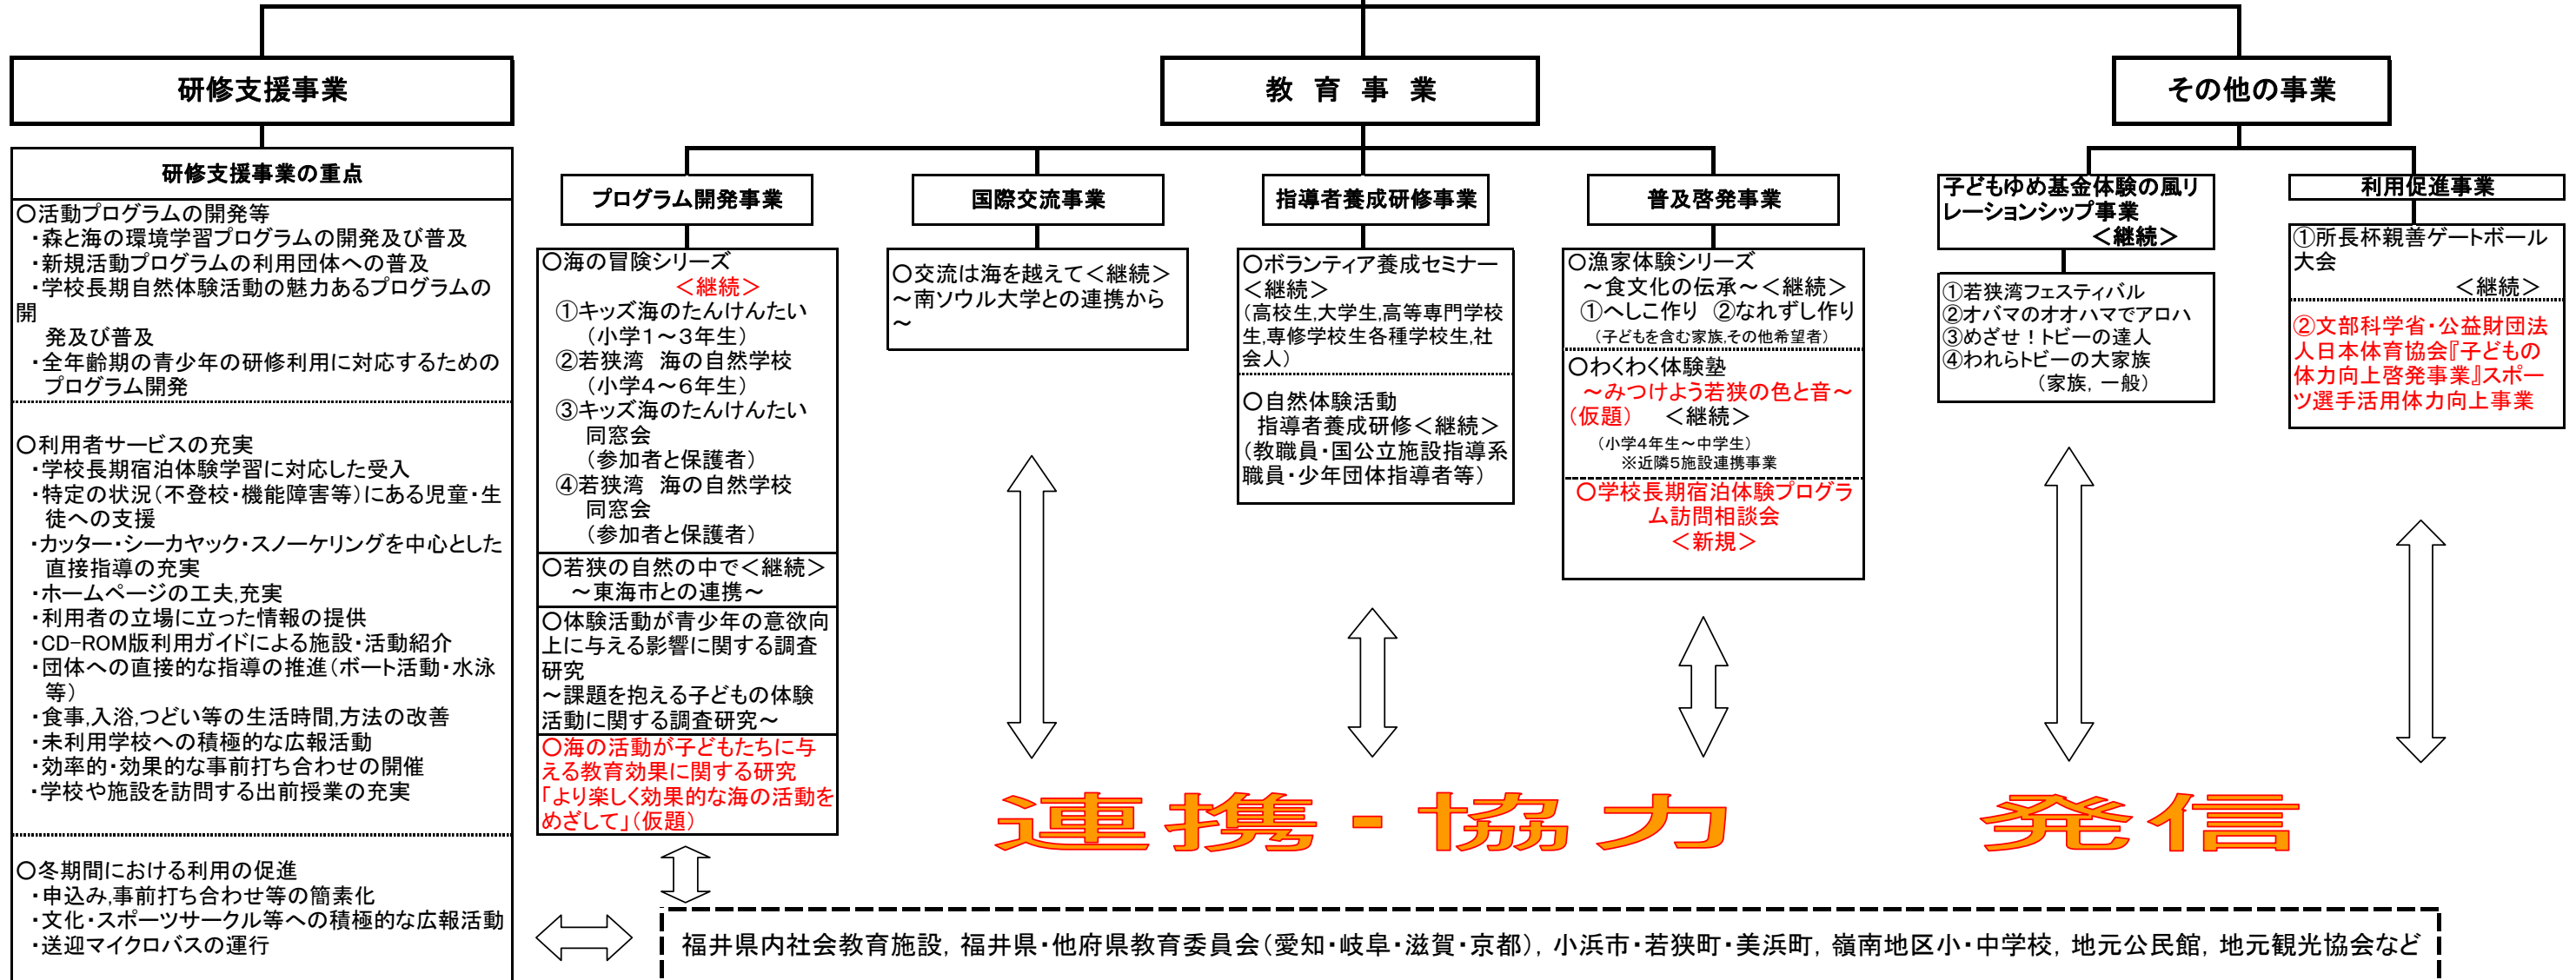 研修支援事業
教育事業
その他の事業
研修支援事業の重点
○活動プログラムの開発等
・森と海の環境学習プログラムの開発及び普及
・新規活動プログラムの利用団体への普及
・学校長期自然体験活動の魅力あるプログラムの
開
発及び普及
・全年齢期の青少年の研修利用に対応するための
プログラム開発
○利用者サービスの充実
・学校長期宿泊体験学習に対応した受入
・特定の状況(不登校・機能障害等)にある児童・生
徒への支援
・カッター・シーカヤック・スノーケリングを中心とした
直接指導の充実
・ホームページの工夫,充実
・利用者の立場に立った情報の提供
・CD-ROM版利用ガイドによる施設・活動紹介
・団体への直接的な指導の推進(ボート活動・水泳
等)
・食事,入浴,つどい等の生活時間,方法の改善
・未利用学校への積極的な広報活動
・効率的・効果的な事前打ち合わせの開催
・学校や施設を訪問する出前授業の充実
○冬期間における利用の促進
・申込み,事前打ち合わせ等の簡素化
・文化・スポーツサークル等への積極的な広報活動
・送迎マイクロバスの運行
プログラム開発事業
○海の冒険シリーズ
<継続>
①キッズ海のたんけんたい
(小学1~3年生)
②若狭湾 海の自然学校
(小学4~6年生)
③キッズ海のたんけんたい
同窓会
(参加者と保護者)
④若狭湾 海の自然学校
同窓会
(参加者と保護者)
○若狭の自然の中で<継続>
~東海市との連携~
○体験活動が青少年の意欲向
上に与える影響に関する調査
研究
~課題を抱える子どもの体験
活動に関する調査研究~
○海の活動が子どもたちに与
える教育効果に関する研究
「より楽しく効果的な海の活動を
めざして」(仮題)
国際交流事業
○交流は海を越えて<継続>
~南ソウル大学との連携から
~
指導者養成研修事業
○ボランティア養成セミナー
<継続>
(高校生,大学生,高等専門学校
生,専修学校生各種学校生,社
会人)
○自然体験活動
指導者養成研修<継続>
(教職員・国公立施設指導系
職員・少年団体指導者等)
普及啓発事業
○漁家体験シリーズ
~食文化の伝承~<継続>
①へしこ作り ②なれずし作り
(子どもを含む家族,その他希望者)
○わくわく体験塾
~みつけよう若狭の色と音~
(仮題) <継続>
(小学4年生~中学生)
※近隣5施設連携事業
○学校長期宿泊体験プログラ
ム訪問相談会
<新規>
子どもゆめ基金体験の風リ
レーションシップ事業
<継続>
①若狭湾フェスティバル
②オバマのオオハマでアロハ
③めざせ!トビーの達人
④われらトビーの大家族
(家族, 一般)
利用促進事業
①所長杯親善ゲートボール
大会
<継続>
②文部科学省・公益財団法
人日本体育協会『子どもの
体力向上啓発事業』スポー
ツ選手活用体力向上事業
連携・協力 発信
福井県内社会教育施設, 福井県・他府県教育委員会(愛知・岐阜・滋賀・京都), 小浜市・若狭町・美浜町, 嶺南地区小・中学校, 地元公民館, 地元観光協会など